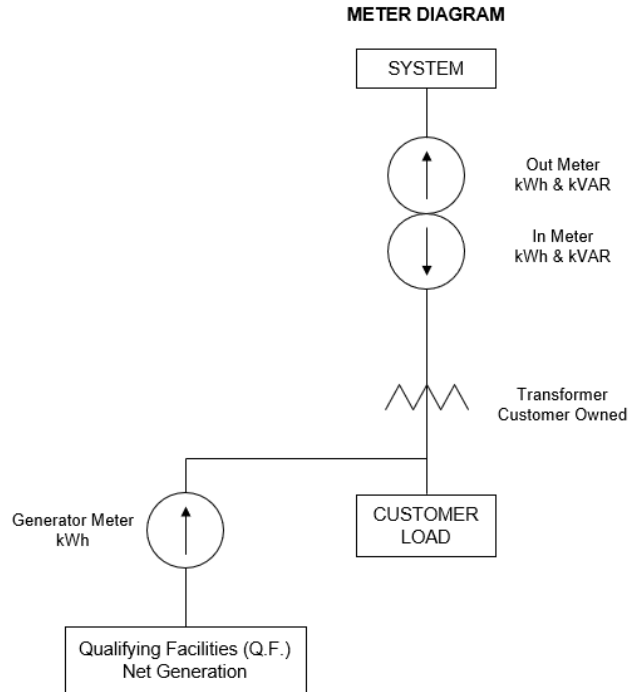 METER DIAGRAM
SYSTEM
Out Meter
kWh & kVAR
In Meter
kWh & kVAR
Transformer
Customer Owned
Generator Meter
kWh
CUSTOMER
LOAD
Qualifying Facilities (Q.F.)
Net Generation